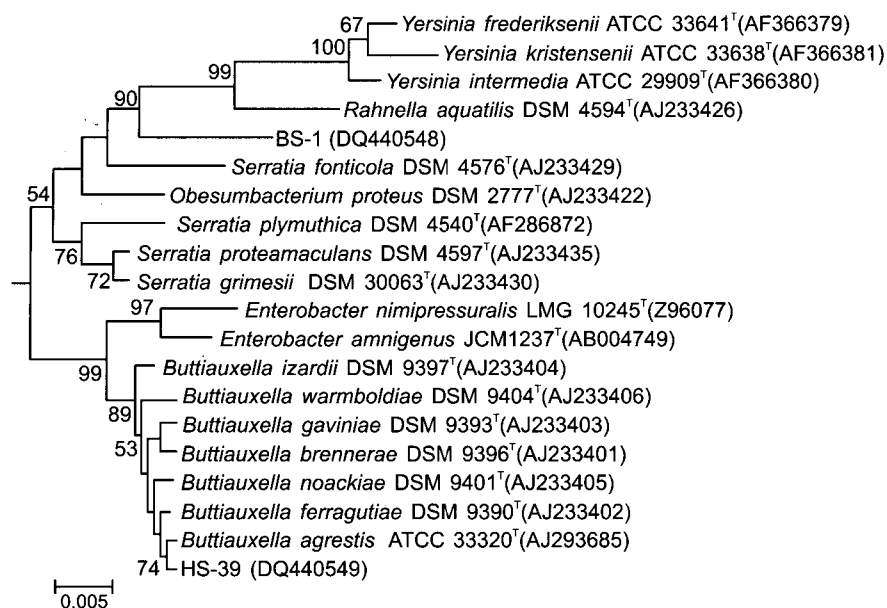 67
Yersinia frederiksenii ATCC 33641ᵀ(AF366379)
100
Yersinia kristensenii ATCC 33638ᵀ(AF366381)
99
Yersinia intermedia ATCC 29909ᵀ(AF366380)
90
Rahnella aquatilis DSM 4594ᵀ(AJ233426)
BS-1 (DQ440548)
Serratia fonticola DSM 4576ᵀ(AJ233429)
54
Obesumbacterium proteus DSM 2777ᵀ(AJ233422)
Serratia plymuthica DSM 4540ᵀ(AF286872)
76
Serratia proteamaculans DSM 4597ᵀ(AJ233435)
72
Serratia grimesii DSM 30063ᵀ(AJ233430)
97
Enterobacter nimipressuralis LMG 10245ᵀ(Z96077)
Enterobacter amnigenus JCM1237ᵀ(AB004749)
99
Buttiauxella izardii DSM 9397ᵀ(AJ233404)
Buttiauxella warmboldiae DSM 9404ᵀ(AJ233406)
89
Buttiauxella gaviniae DSM 9393ᵀ(AJ233403)
53
Buttiauxella brennerae DSM 9396ᵀ(AJ233401)
Buttiauxella noackiae DSM 9401ᵀ(AJ233405)
Buttiauxella ferragutiae DSM 9390ᵀ(AJ233402)
Buttiauxella agrestis ATCC 33320ᵀ(AJ293685)
74
HS-39 (DQ440549)
0.005